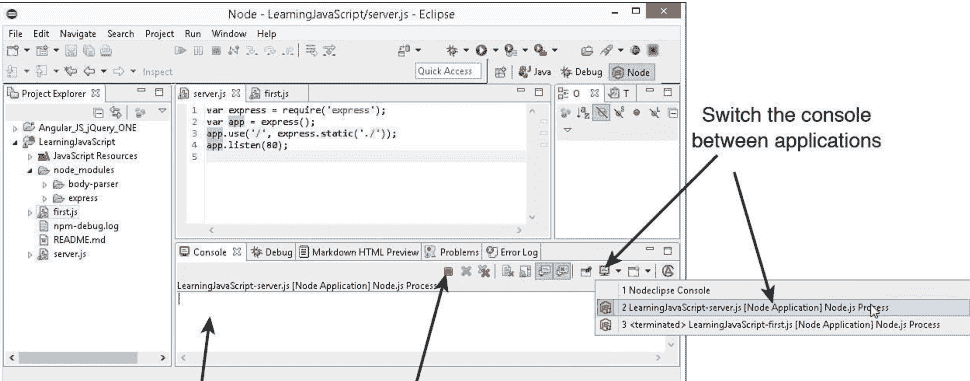 Node - LearningJavaScript/server.js - Eclipse
File Edit Navigate Search Project Run Window Help
Inspect
Quick Access
Java
Debug
Node
Project Explorer
Angular_JS_jQuery_ONE
LearningJavaScript
JavaScript Resources
node_modules
body-parser
express
first.js
npm-debug.log
README.md
server.js
server.js
first.js
1 var express = require('express');
2 var app = express();
3 app.use('/', express.static('./'));
4 app.listen(80);
5
O
T
Switch the console
between applications
Console
Debug
Markdown HTML Preview
Problems
Error Log
LearningJavaScript-server.js [Node Application] Node.js Process
1 Nodeclipse Console
2 LearningJavaScript-server.js [Node Application] Node.js Process
3 <terminated> LearningJavaScript-first.js [Node Application] Node.js Process